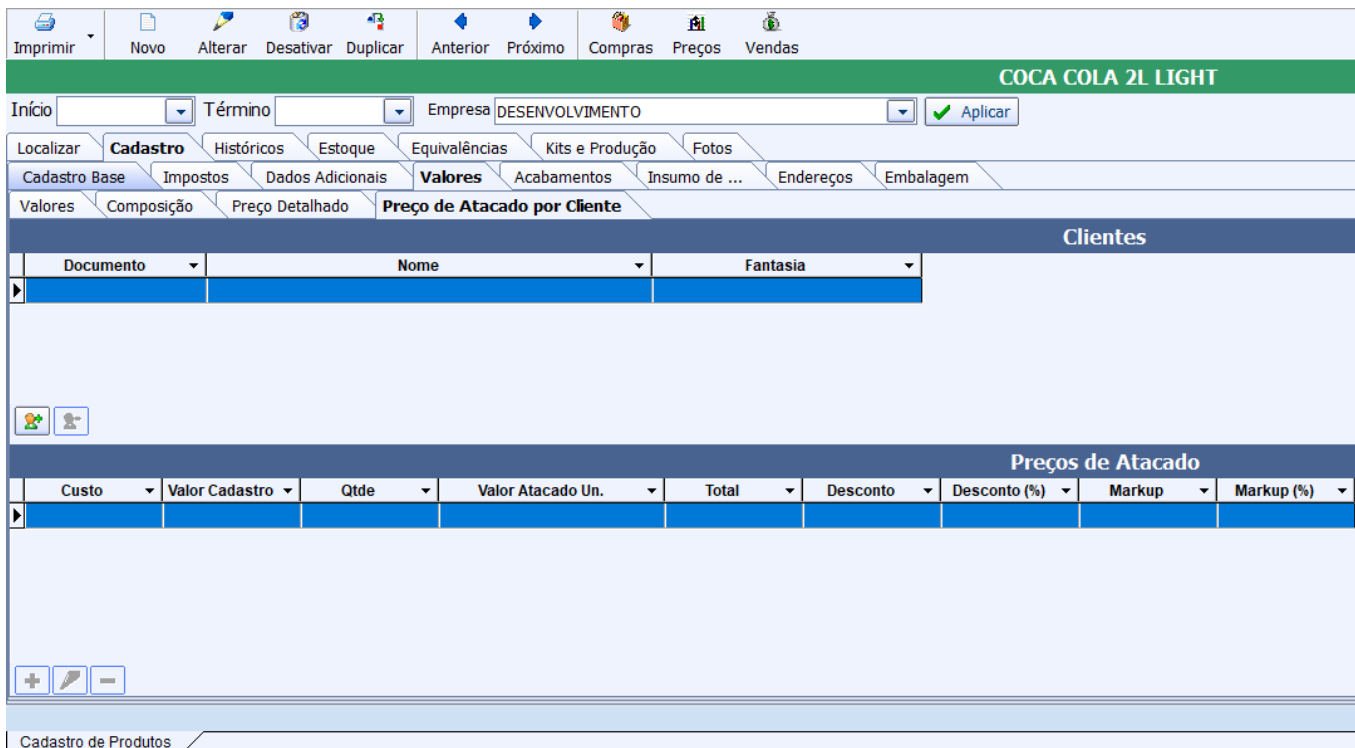 Imprimir Novo Alterar Desativar Duplicar Anterior Próximo Compras Preços Vendas
COCA COLA 2L LIGHT
Início Término Empresa DESENVOLVIMENTO Aplicar
Localizar Cadastro Históricos Estoque Equivalências Kits e Produção Fotos
Cadastro Base Impostos Dados Adicionais Valores Acabamentos Insumo de ... Endereços Embalagem
Valores Composição Preço Detalhado Preço de Atacado por Cliente
Clientes
Documento Nome Fantasia
Preços de Atacado
Custo Valor Cadastro Qtde Valor Atacado Un. Total Desconto Desconto (%) Markup Markup (%)
Cadastro de Produtos